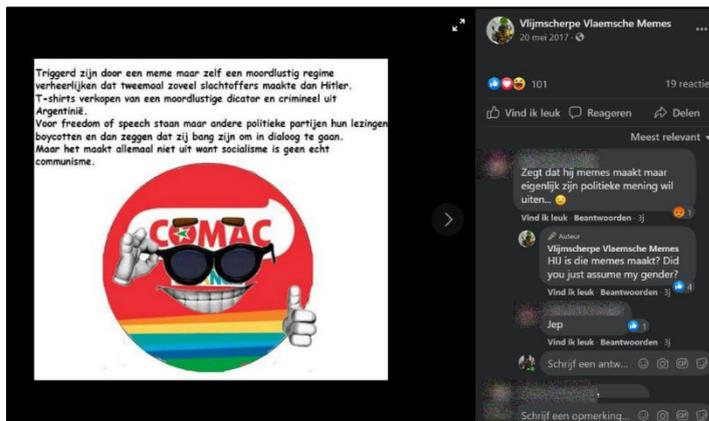 Triggerd zijn door een meme maar zelf een moordlustig regime
verheerlijken dat tweemaal zoveel slachtoffers maakte dan Hitler.
T-shirts verkopen van een moordlustige dicator en crimineel uit
Argentinië.
Voor freedom of speech staan maar andere politieke partijen hun lezingen
boycotten en dan zeggen dat zij bang zijn om in dialoog te gaan.
Maar het maakt allemaal niet uit want socialisme is geen echt
communisme.
COMAC
Vlijmscherpe Vlaemsche Memes
20 mei 2017 ·
101
19 reactie
Vind ik leuk
Reageren
Delen
Meest relevant
Zegt dat hij memes maakt maar
eigenlijk zijn politieke mening wil
uiten...
1
Vind ik leuk · Beantwoorden · 3j
Auteur
Vlijmscherpe Vlaemsche Memes
HIJ is die memes maakt? Did
you just assume my gender?
4
Vind ik leuk · Beantwoorden · 3j
Jep
1
Vind ik leuk · Beantwoorden · 3j
Schrijf een antw...
Schrijf een opmerking...